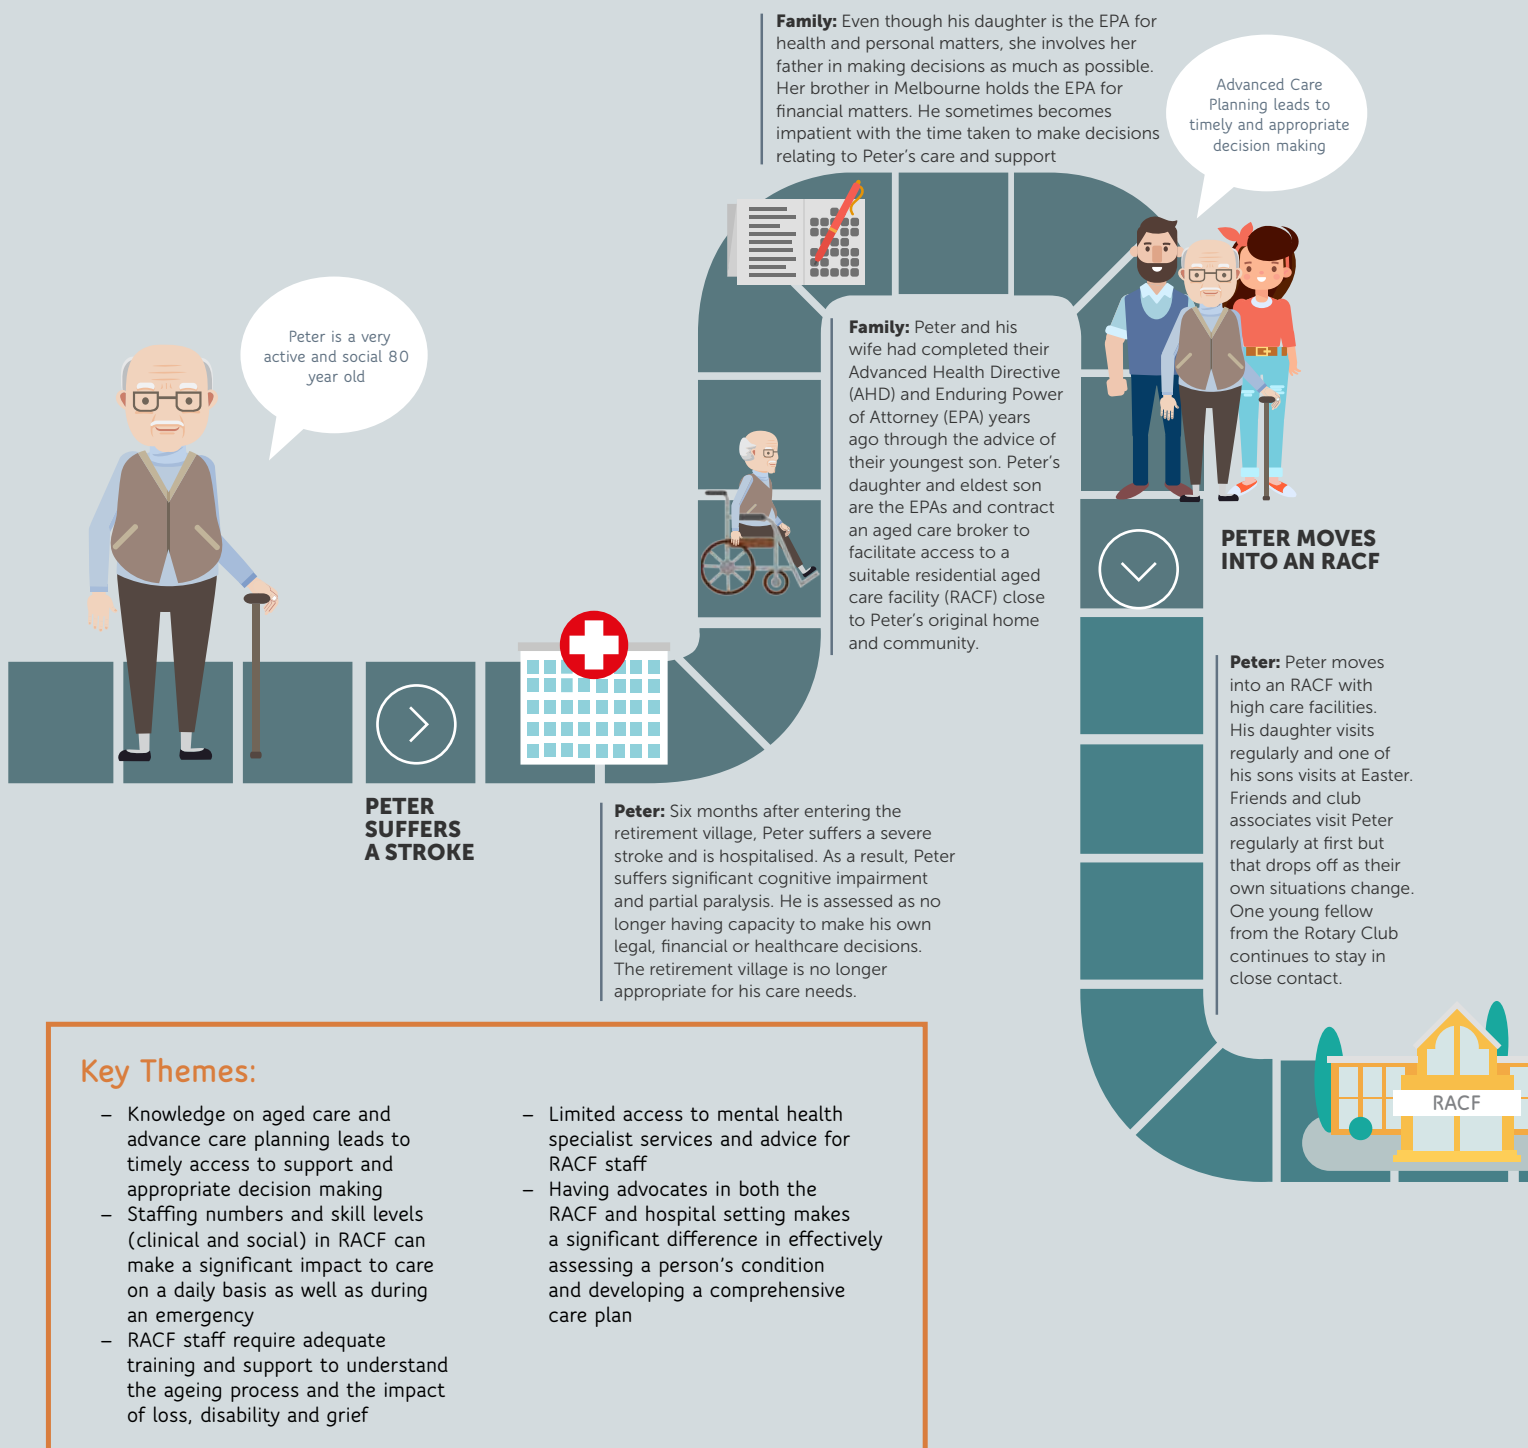 Family: Even though his daughter is the EPA for
health and personal matters, she involves her
father in making decisions as much as possible.
Her brother in Melbourne holds the EPA for
financial matters. He sometimes becomes
impatient with the time taken to make decisions
relating to Peter’s care and support
Advanced Care
Planning leads to
timely and appropriate
decision making
Peter is a very
active and social 80
year old
Family: Peter and his
wife had completed their
Advanced Health Directive
(AHD) and Enduring Power
of Attorney (EPA) years
ago through the advice of
their youngest son. Peter’s
daughter and eldest son
are the EPAs and contract
an aged care broker to
facilitate access to a
suitable residential aged
care facility (RACF) close
to Peter’s original home
and community.
PETER MOVES
INTO AN RACF
Peter: Peter moves
into an RACF with
high care facilities.
His daughter visits
regularly and one of
his sons visits at Easter.
Friends and club
associates visit Peter
regularly at first but
that drops off as their
own situations change.
One young fellow
from the Rotary Club
continues to stay in
close contact.
PETER
SUFFERS
A STROKE
Peter: Six months after entering the
retirement village, Peter suffers a severe
stroke and is hospitalised. As a result, Peter
suffers significant cognitive impairment
and partial paralysis. He is assessed as no
longer having capacity to make his own
legal, financial or healthcare decisions.
The retirement village is no longer
appropriate for his care needs.
RACF
Key Themes:
– Knowledge on aged care and
advance care planning leads to
timely access to support and
appropriate decision making
– Staffing numbers and skill levels
(clinical and social) in RACF can
make a significant impact to care
on a daily basis as well as during
an emergency
– RACF staff require adequate
training and support to understand
the ageing process and the impact
of loss, disability and grief
– Limited access to mental health
specialist services and advice for
RACF staff
– Having advocates in both the
RACF and hospital setting makes
a significant difference in effectively
assessing a person’s condition
and developing a comprehensive
care plan